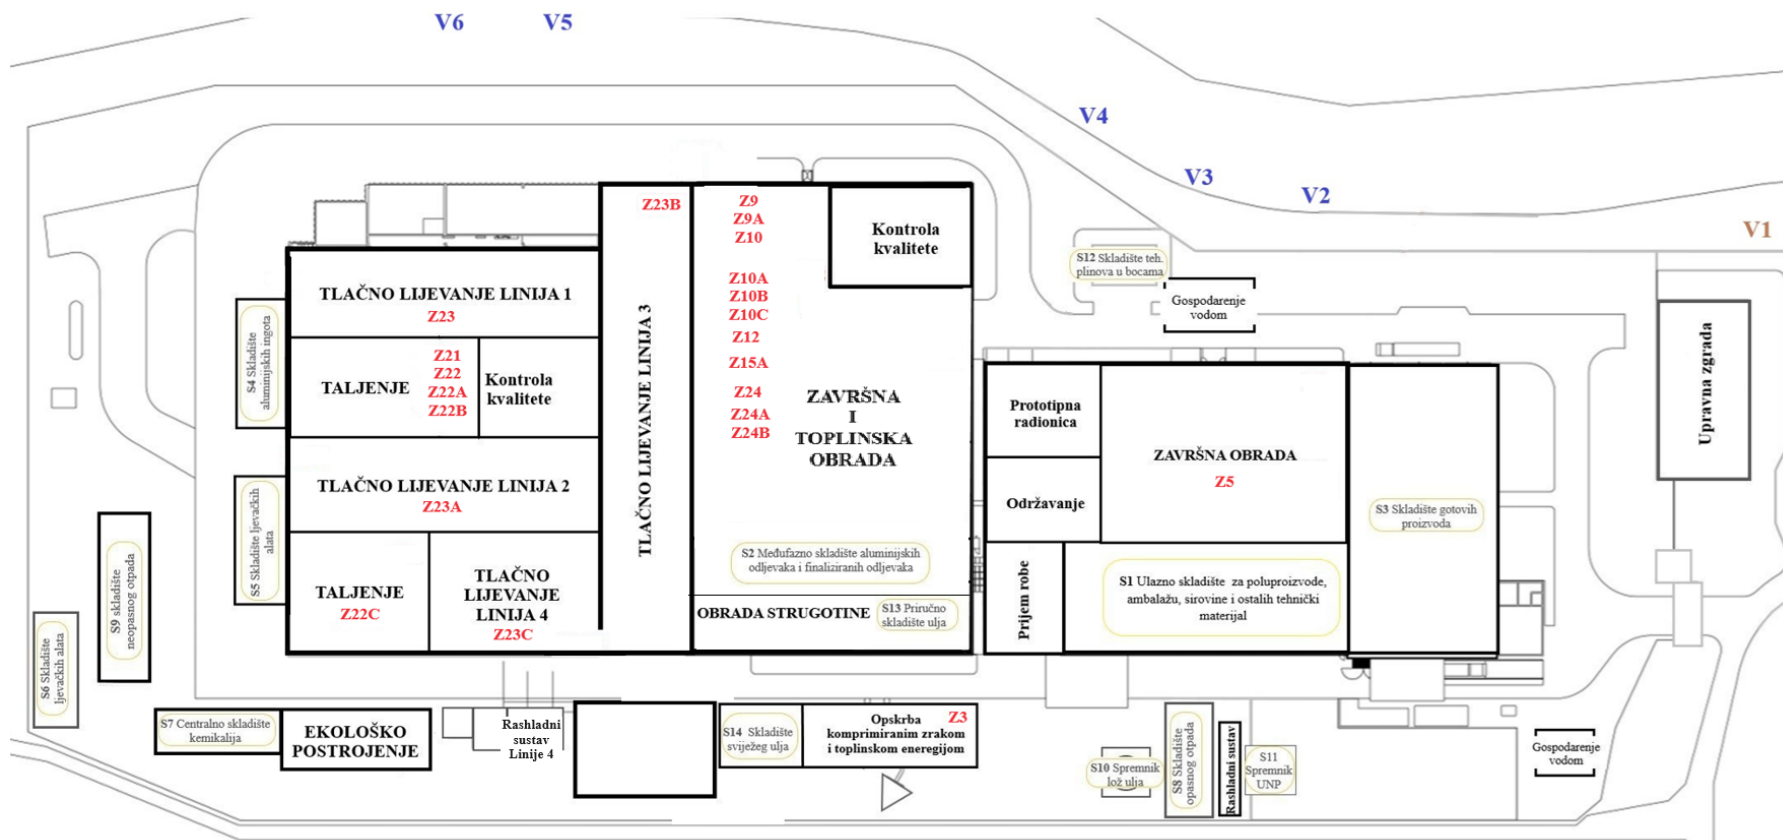 V6 V5
V4
V3
V2
V1
Z23B
Z9
Z9A
Z10
Kontrola
kvalitete
Z10A
Z10B
Z10C
Z12
Z15A
Z24
Z24A
Z24B
ZAVRŠNA
I
TOPLINSKA
OBRADA
TLAČNO LIJEVANJE LINIJA 1
Z23
TLAČNO LIJEVANJE LINIJA 3
S4 Skladište
aluminijskih ingota
TALJENJE
Z21
Z22
Z22A
Z22B
Kontrola
kvalitete
TLAČNO LIJEVANJE LINIJA 2
Z23A
S5 Skladište ljevačkih
alata
TALJENJE
Z22C
TLAČNO
LIJEVANJE
LINIJA 4
Z23C
S2 Međufazno skladište aluminijskih
odljevaka i finaliziranih odljevaka
OBRADA STRUGOTINE
S13 Priručno
skladište ulja
S12 Skladište teh.
plinova u bocama
Gospodarenje
vodom
Prototipna
radionica
Održavanje
Prijem robe
ZAVRŠNA OBRADA
Z5
S1 Ulazno skladište za poluproizvode,
ambalažu, sirovine i ostalih tehnički
materijal
S3 Skladište gotovih
proizvoda
Upravna zgrada
S9 skladište
neopasnog otpada
S6 Skladište
ljevačkih alata
S7 Centralno skladište
kemikalija
EKOLOŠKO
POSTROJENJE
Rashladni
sustav
Linije 4
S14 Skladište
sviježeg ulja
Opskrba Z3
komprimiranim zrakom
i toplinskom eneregijom
S10 Spremnik
lož ulja
S8 Skladište
opasnog otpada
Rashladni sustav
S11
Spremnik
UNP
Gospodarenje
vodom